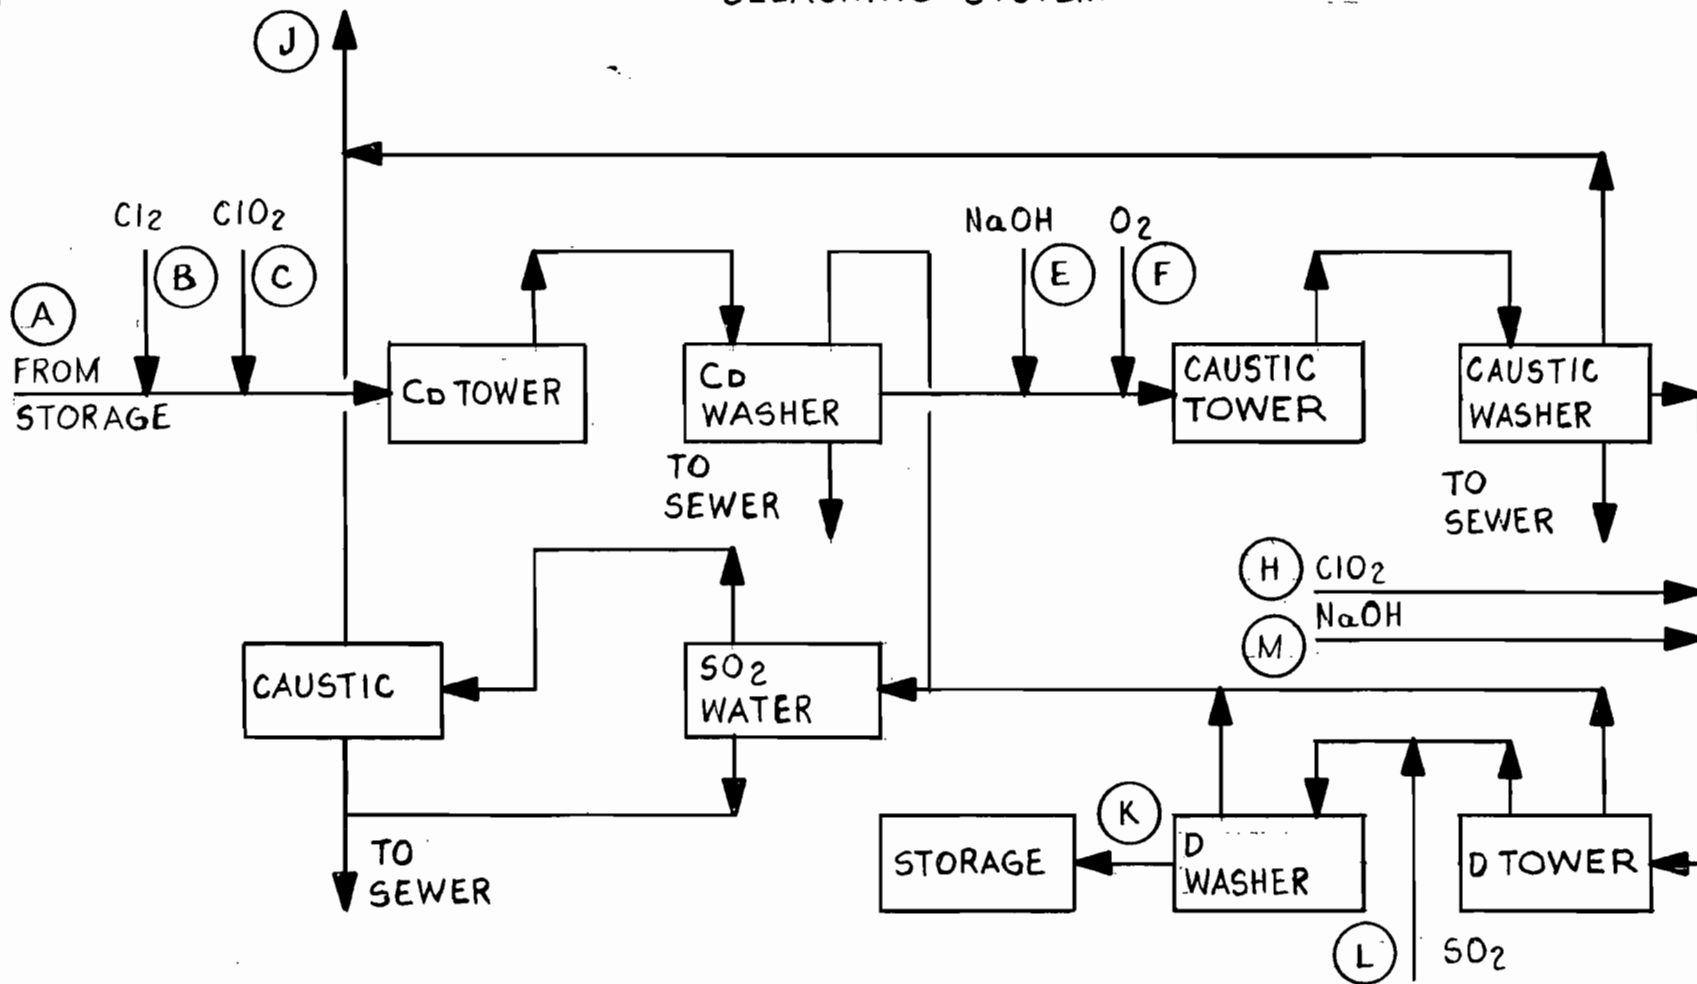 J
Cl2
ClO2
NaOH
O2
B
C
E
F
A
FROM
STORAGE
CD TOWER
CD
WASHER
CAUSTIC
TOWER
CAUSTIC
WASHER
TO
SEWER
TO
SEWER
H
ClO2
NaOH
M
CAUSTIC
SO2
WATER
K
STORAGE
D
WASHER
D TOWER
TO
SEWER
L
SO2